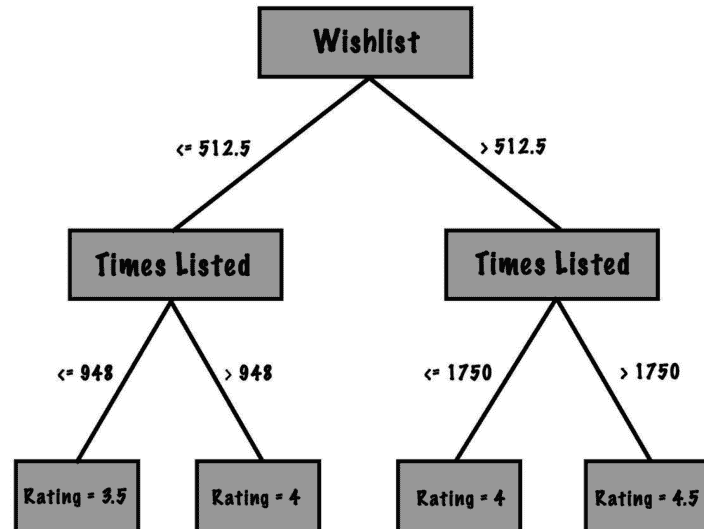 Wishlist
<= 512.5
> 512.5
Times Listed
Times Listed
<= 948
> 948
<= 1750
> 1750
Rating = 3.5
Rating = 4
Rating = 4
Rating = 4.5